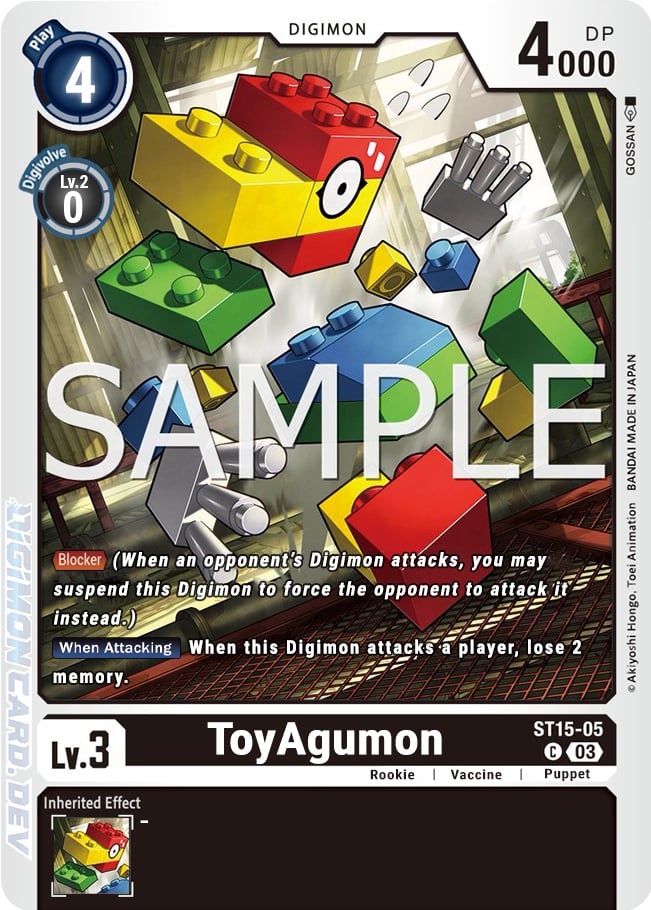 DIGIMON
Play
4
DP
4000
Digivolve
Lv.2
0
GOSSAN
SAMPLE
BANDAI MADE IN JAPAN
© Akiyoshi Hongo, Toei Animation
Blocker (When an opponent's Digimon attacks, you may
suspend this Digimon to force the opponent to attack it
instead.)
When Attacking When this Digimon attacks a player, lose 2
memory.
DIGIMONCARD.DEV
Lv.3
ToyAgumon
ST15-05
C 03
Rookie | Vaccine | Puppet
Inherited Effect
-